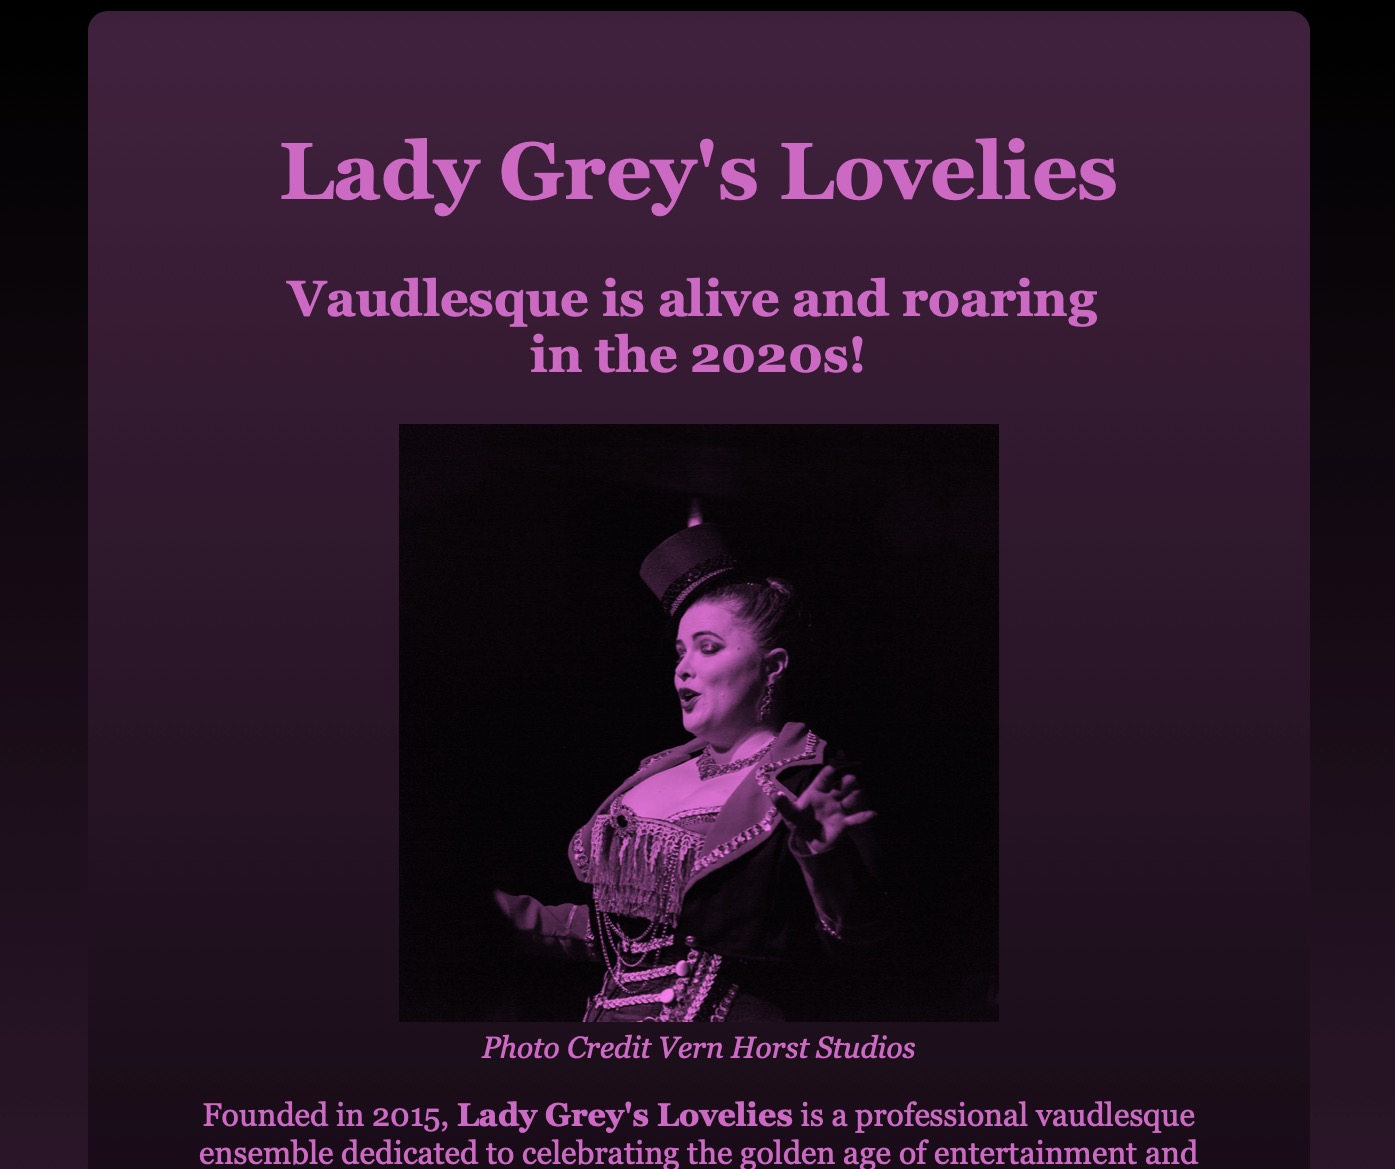 Lady Grey's Lovelies
Vaudlesque is alive and roaring
in the 2020s!
Photo Credit Vern Horst Studios
Founded in 2015, Lady Grey's Lovelies is a professional vaudlesque
ensemble dedicated to celebrating the golden age of entertainment and